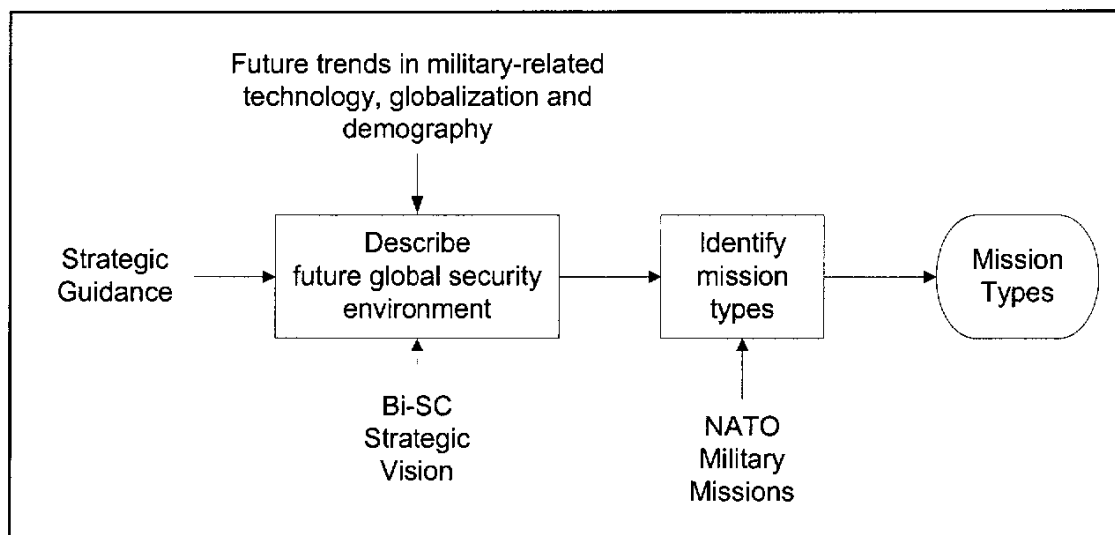 Future trends in military-related
technology, globalization and
demography
Strategic
Guidance
Describe
future global security
environment
Identify
mission
types
Mission
Types
Bi-SC
Strategic
Vision
NATO
Military
Missions